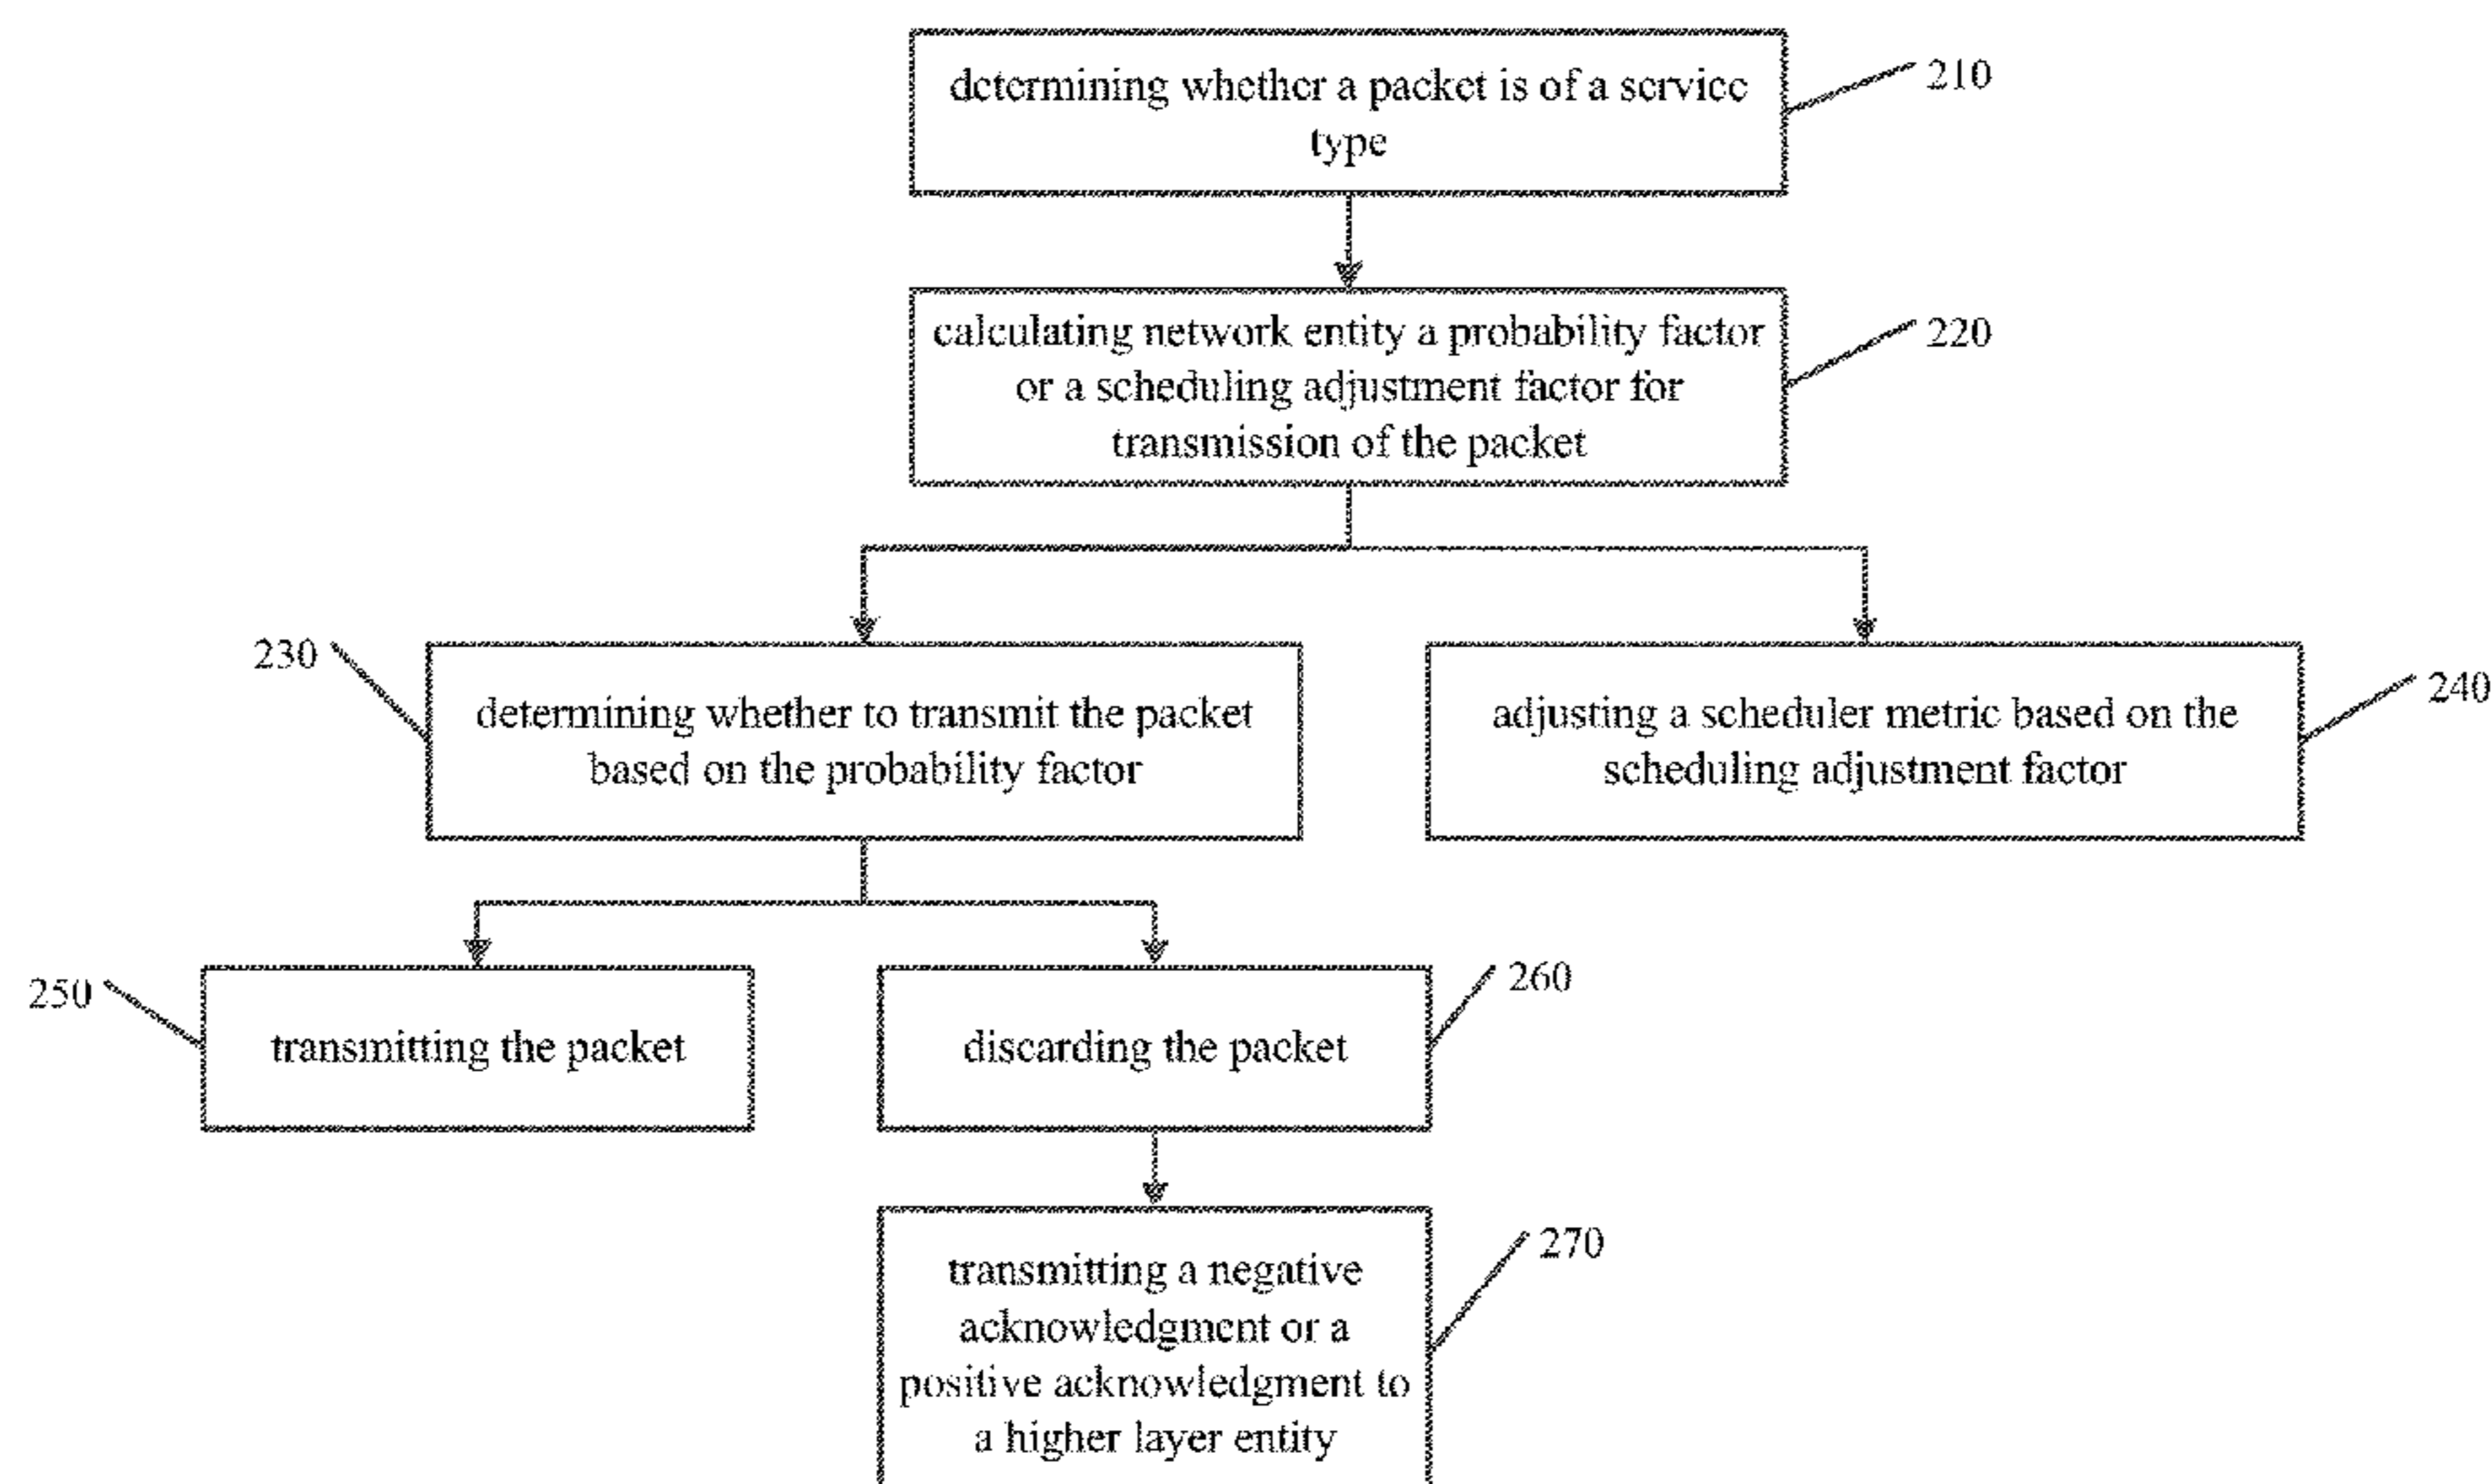 determining whether a packet is of a service
type
210
calculating network entity a probability factor
or a scheduling adjustment factor for
transmission of the packet
220
230
determining whether to transmit the packet
based on the probability factor
adjusting a scheduler metric based on the
scheduling adjustment factor
240
250
transmitting the packet
discarding the packet
260
transmitting a negative
acknowledgment or a
positive acknowledgment to
a higher layer entity
270